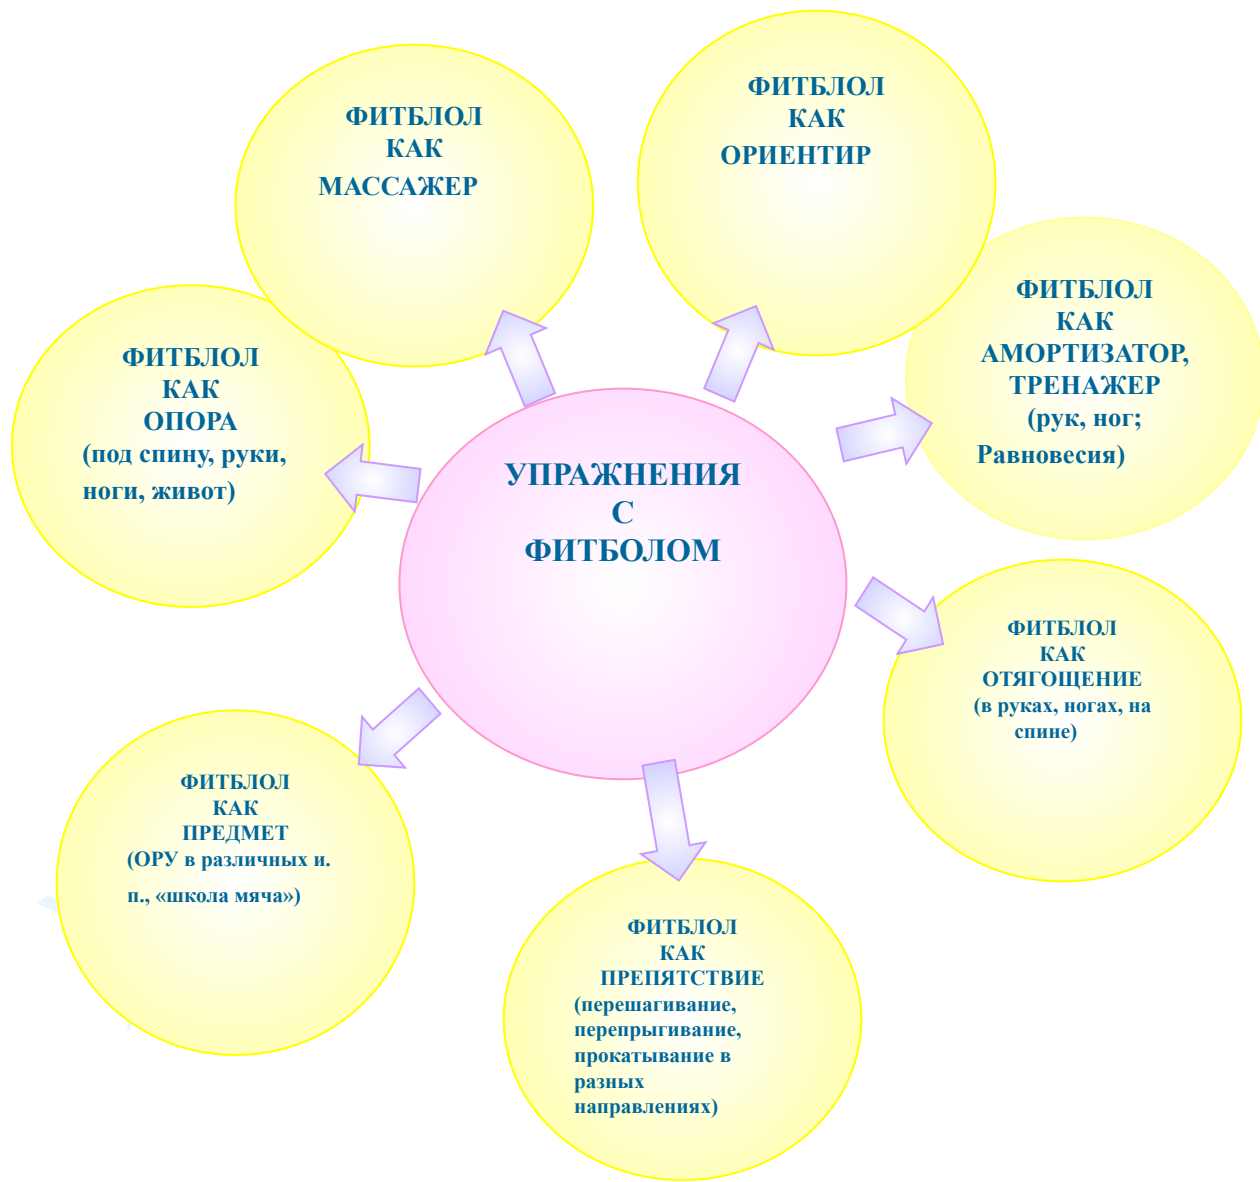 ФИТБЛОЛ
КАК
МАССАЖЕР
ФИТБЛОЛ
КАК
ОРИЕНТИР
ФИТБЛОЛ
КАК
АМОРТИЗАТОР,
ТРЕНАЖЕР
(рук, ног;
Равновесия)
ФИТБЛОЛ
КАК
ОПОРА
(под спину, руки,
ноги, живот)
УПРАЖНЕНИЯ
С
ФИТБОЛОМ
ФИТБЛОЛ
КАК
ОТЯГОЩЕНИЕ
(в руках, ногах, на
спине)
ФИТБЛОЛ
КАК
ПРЕДМЕТ
(ОРУ в различных и.
п., «школа мяча»)
ФИТБЛОЛ
КАК
ПРЕПЯТСТВИЕ
(перешагивание,
перепрыгивание,
прокатывание в
разных
направлениях)